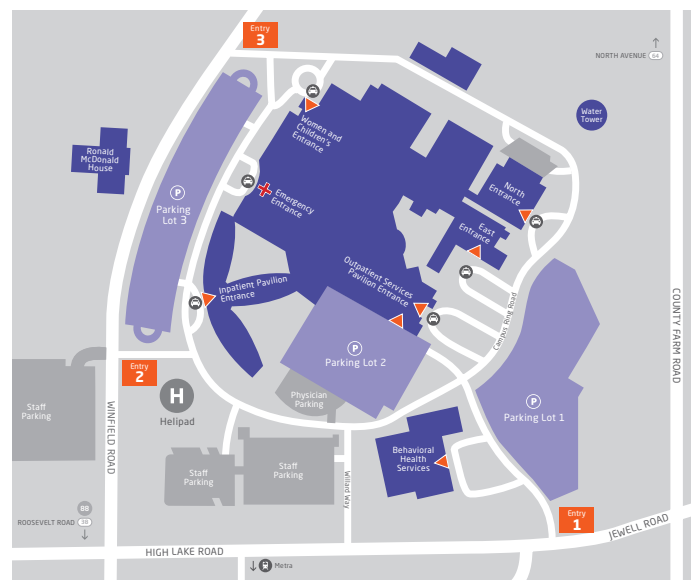 Entry
3
NORTH AVENUE 64
Water
Tower
Women and
Children's
Entrance
Ronald
McDonald
House
P
Parking
Lot 3
Emergency
Entrance
North
Entrance
East
Entrance
Outpatient Services
Pavilion Entrance
Inpatient Pavilion
Entrance
Campus Ring Road
COUNTY FARM ROAD
P
Parking Lot 2
Entry
2
H
Helipad
Physician
Parking
P
Parking Lot 1
Staff
Parking
WINFIELD ROAD
Behavioral
Health
Services
Staff
Parking
Staff
Parking
Willard Way
88
ROOSEVELT ROAD 38
Entry
1
JEWELL ROAD
HIGH LAKE ROAD
Metra